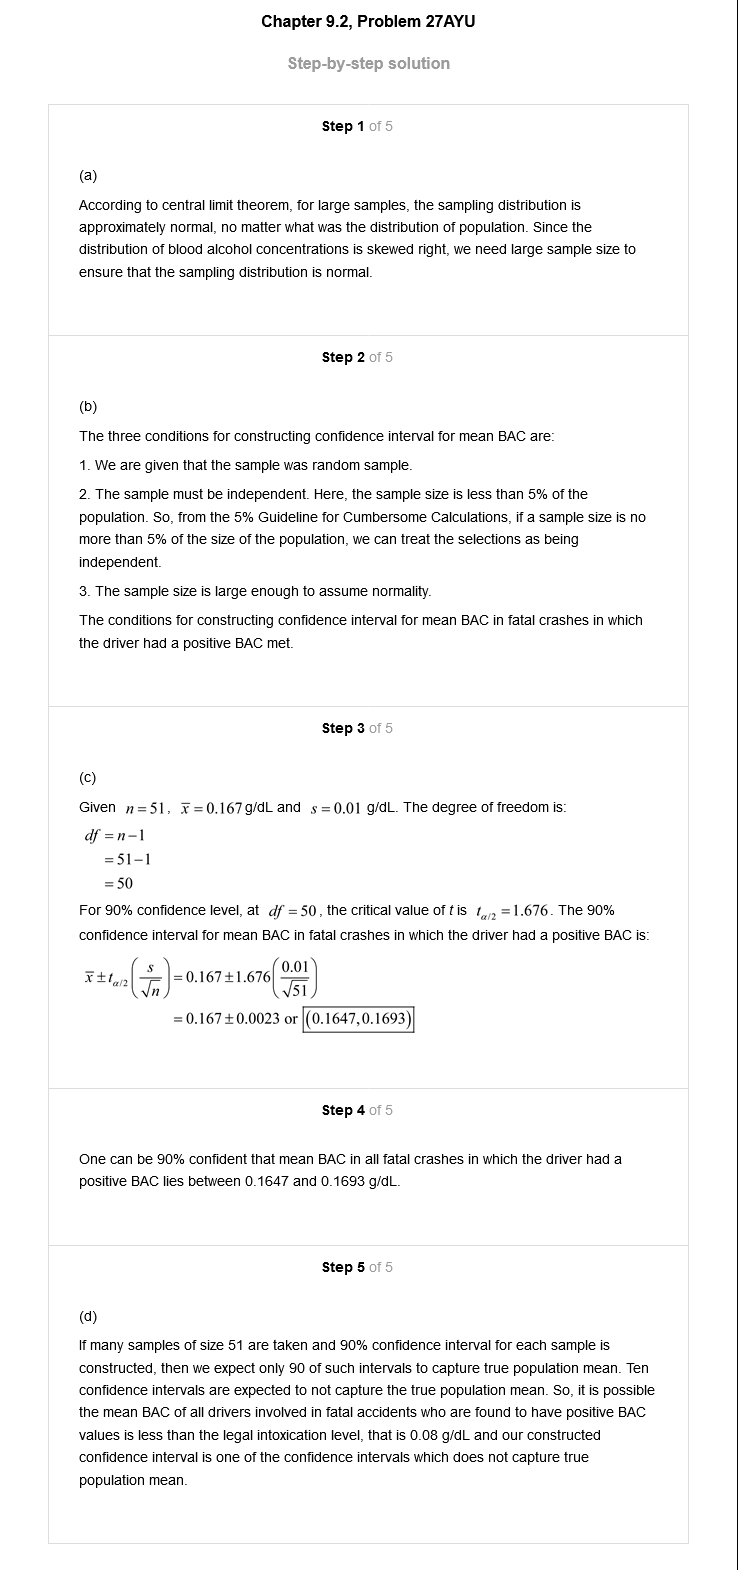 Chapter 9.2, Problem 27AYU
Step-by-step solution
Step 1 of 5
(a)
According to central limit theorem, for large samples, the sampling distribution is
approximately normal, no matter what was the distribution of population. Since the
distribution of blood alcohol concentrations is skewed right, we need large sample size to
ensure that the sampling distribution is normal.
Step 2 of 5
(b)
The three conditions for constructing confidence interval for mean BAC are:
1. We are given that the sample was random sample.
2. The sample must be independent. Here, the sample size is less than 5% of the
population. So, from the 5% Guideline for Cumbersome Calculations, if a sample size is no
more than 5% of the size of the population, we can treat the selections as being
independent.
3. The sample size is large enough to assume normality.
The conditions for constructing confidence interval for mean BAC in fatal crashes in which
the driver had a positive BAC met.
Step 3 of 5
(c)
Given n = 51, x̅ = 0.167 g/dL and s = 0.01 g/dL. The degree of freedom is:
df = n − 1
= 51 − 1
= 50
For 90% confidence level, at df = 50, the critical value of t is t_{α/2} = 1.676. The 90%
confidence interval for mean BAC in fatal crashes in which the driver had a positive BAC is:
x̅ ± t_{α/2} (s/√n) = 0.167 ± 1.676 (0.01/√51)
= 0.167 ± 0.0023 or (0.1647, 0.1693)
Step 4 of 5
One can be 90% confident that mean BAC in all fatal crashes in which the driver had a
positive BAC lies between 0.1647 and 0.1693 g/dL.
Step 5 of 5
(d)
If many samples of size 51 are taken and 90% confidence interval for each sample is
constructed, then we expect only 90 of such intervals to capture true population mean. Ten
confidence intervals are expected to not capture the true population mean. So, it is possible
the mean BAC of all drivers involved in fatal accidents who are found to have positive BAC
values is less than the legal intoxication level, that is 0.08 g/dL and our constructed
confidence interval is one of the confidence intervals which does not capture true
population mean.